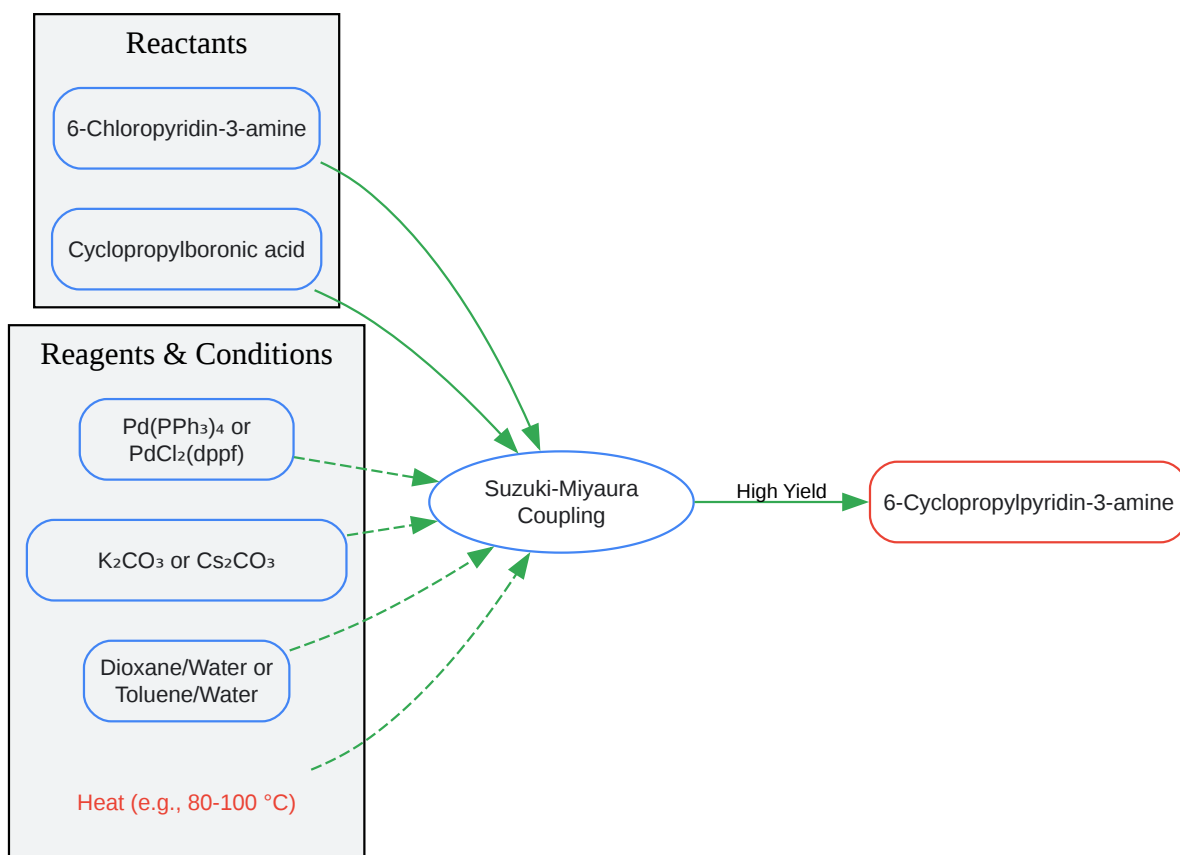 Reactants
6-Chloropyridin-3-amine
Cyclopropylboronic acid
Reagents & Conditions
Pd(PPh₃)₄ or
PdCl₂(dppf)
K₂CO₃ or Cs₂CO₃
Dioxane/Water or
Toluene/Water
Heat (e.g., 80-100 °C)
Suzuki-Miyaura
Coupling
High Yield
6-Cyclopropylpyridin-3-amine